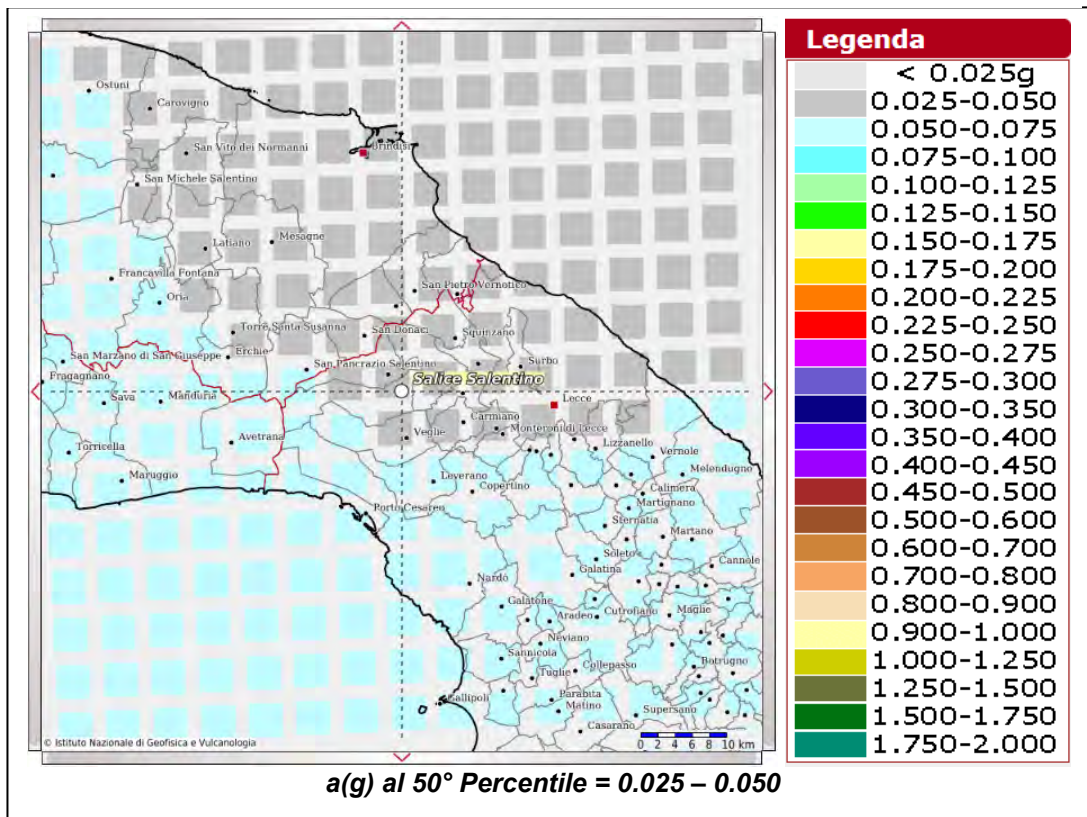 Ostuni
Carovigno
Brindisi
San Vito dei Normanni
San Michele Salentino
Mesagne
Latiano
Francavilla Fontana
San Pietro Vernotico
Oria
Torre Santa Susanna
San Donaci
Squinzano
San Marzano di San Giuseppe
Erchie
San Pancrazio Salentino
Surbo
Fragagnano
Salice Salentino
Sava
Manduria
Lecce
Carmiano
Veglie
Monteroni di Lecce
Avetrana
Lizzanello
Torricella
Vernole
Maruggio
Leverano
Melendugno
Copertino
Calimera
Porto Cesareo
Martignano
Sternatia
Martano
Soleto
Cannole
Nardò
Galatina
Galatone
Aradeo
Cutrofiano
Maglie
Neviano
Sannicola
Collepasso
Botrugno
Tuglie
Gallipoli
Parabita
Matino
Supersano
Casarano
© Istituto Nazionale di Geofisica e Vulcanologia
0 2 4 6 8 10 km
Legenda
< 0.025g
0.025-0.050
0.050-0.075
0.075-0.100
0.100-0.125
0.125-0.150
0.150-0.175
0.175-0.200
0.200-0.225
0.225-0.250
0.250-0.275
0.275-0.300
0.300-0.350
0.350-0.400
0.400-0.450
0.450-0.500
0.500-0.600
0.600-0.700
0.700-0.800
0.800-0.900
0.900-1.000
1.000-1.250
1.250-1.500
1.500-1.750
1.750-2.000
a(g) al 50° Percentile = 0.025 – 0.050